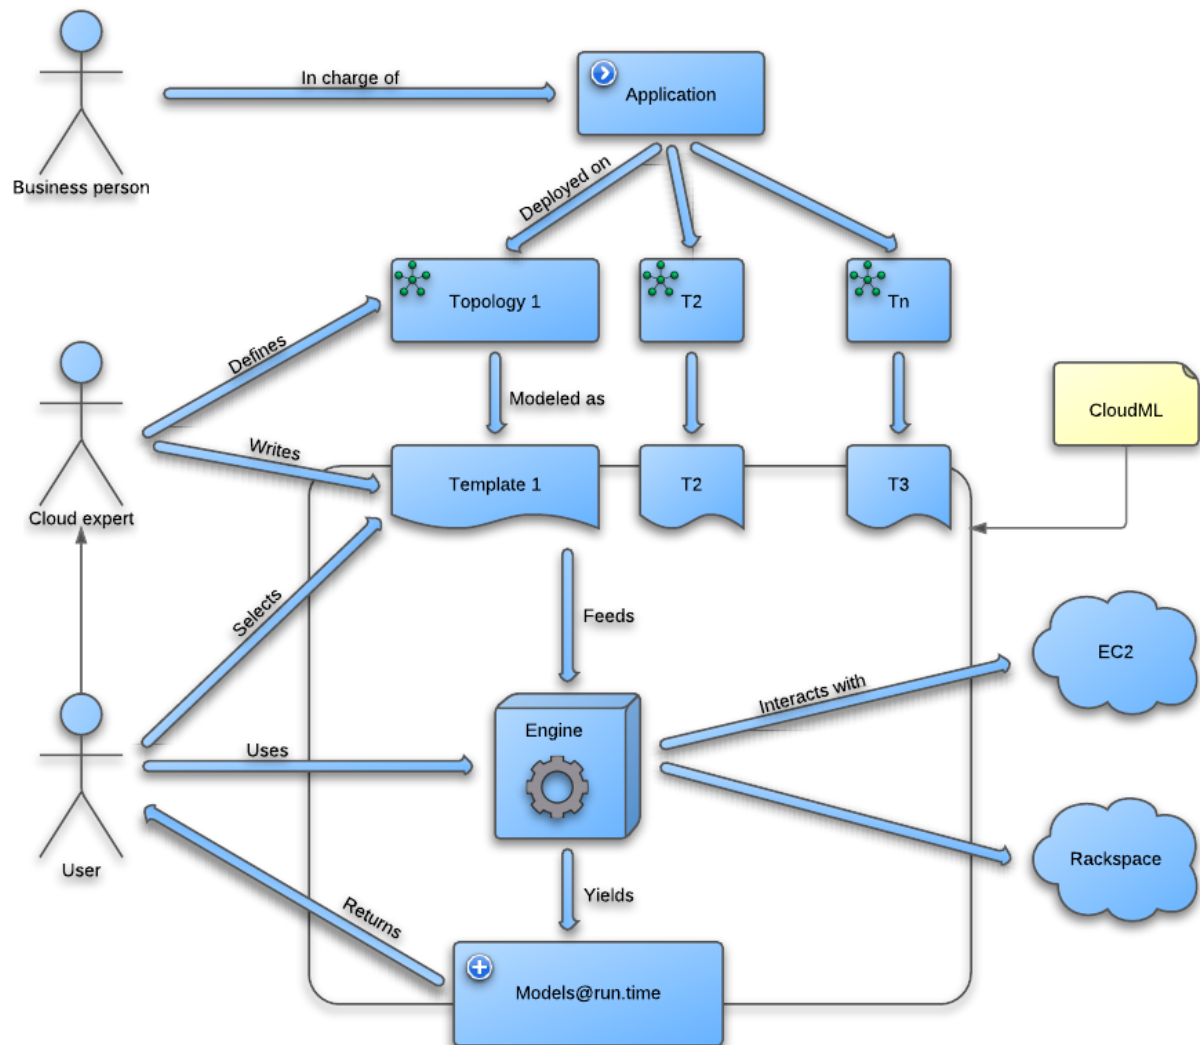 In charge of
Application
Business person
Deployed on
Topology 1
T2
Tn
Defines
Modeled as
CloudML
Writes
Template 1
T2
T3
Cloud expert
Selects
Feeds
EC2
Interacts with
Engine
Uses
Rackspace
User
Yields
Returns
Models@run.time